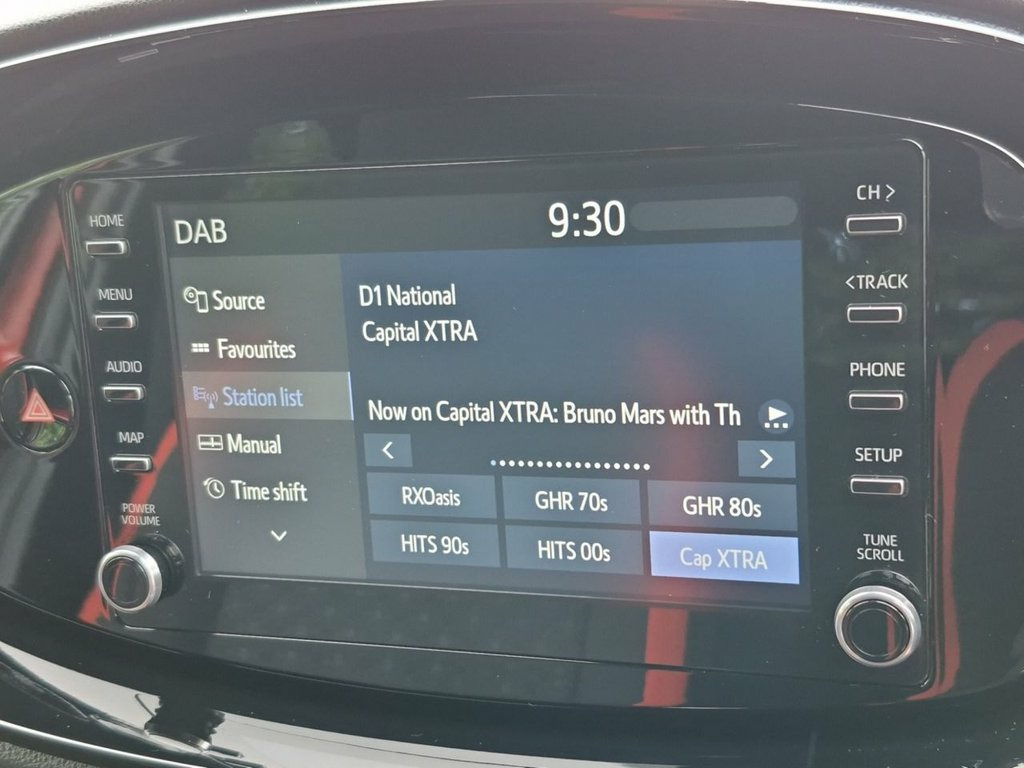 HOME
MENU
AUDIO
MAP
POWER
VOLUME
DAB
9:30
Source
Favourites
Station list
Manual
Time shift
D1 National
Capital XTRA
Now on Capital XTRA: Bruno Mars with Th
RXOasis
GHR 70s
GHR 80s
HITS 90s
HITS 00s
Cap XTRA
CH >
<TRACK
PHONE
SETUP
TUNE
SCROLL